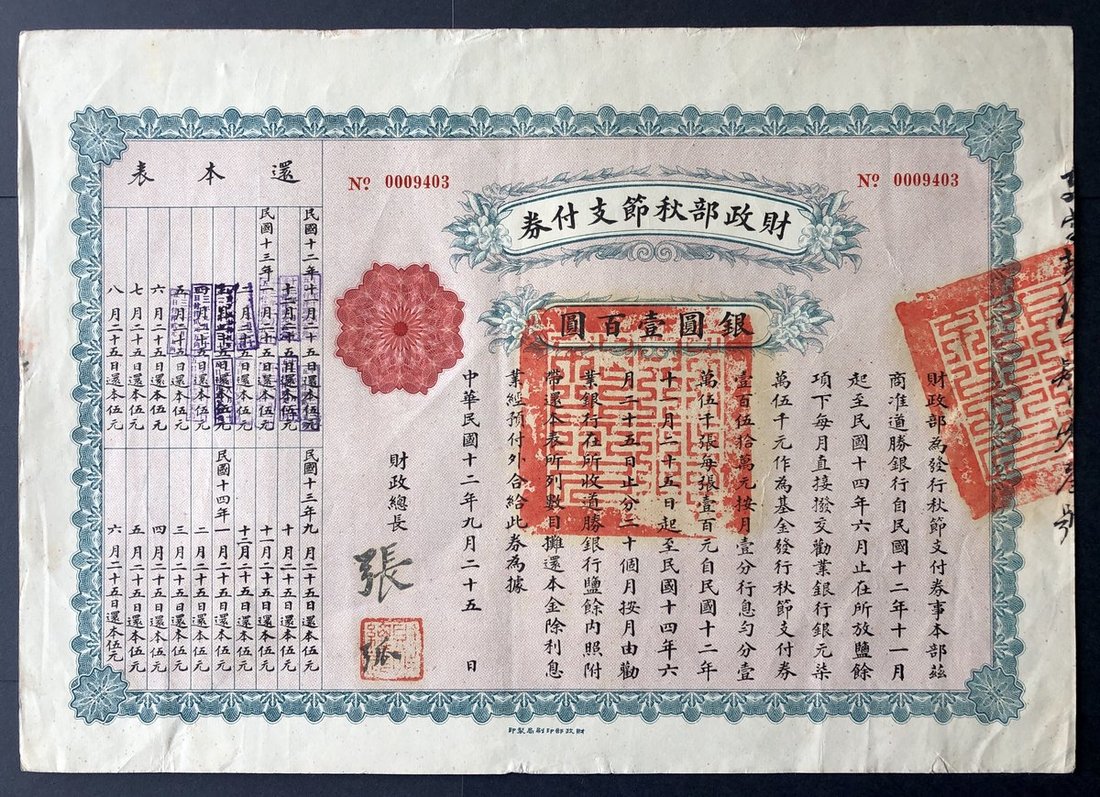 財政部秋節支付券
Nº 0009403
Nº 0009403
銀圓壹百圓
財政部為發行秋節支付券事本部茲
商准道勝銀行自民國十二年十一月
起至民國十四年六月止在所放鹽餘
項下每月直接撥交勸業銀行銀元柒
萬伍千元作為基金發行秋節支付券
壹百伍拾萬元按月壹分行息勻分壹
萬伍千張每張壹百元自民國十二年
十一月二十五日起至民國十四年六
月二十五日止分二十個月按月由勸
業銀行在所收道勝銀行鹽餘內照附
帶還本表所列數目攤還本金除利息
業經預付外合給此券為據
中華民國十二年九月二十五日
財政總長
張
還本表
民國十二年十一月二十五日還本伍元
十二月二十五日還本伍元
民國十三年一月二十五日還本伍元
二月二十五日還本伍元
三月二十五日還本伍元
四月二十五日還本伍元
五月二十五日還本伍元
六月二十五日還本伍元
七月二十五日還本伍元
八月二十五日還本伍元
民國十三年九月二十五日還本伍元
十月二十五日還本伍元
十一月二十五日還本伍元
十二月二十五日還本伍元
民國十四年一月二十五日還本伍元
二月二十五日還本伍元
三月二十五日還本伍元
四月二十五日還本伍元
五月二十五日還本伍元
六月二十五日還本伍元
財政部印刷局製印